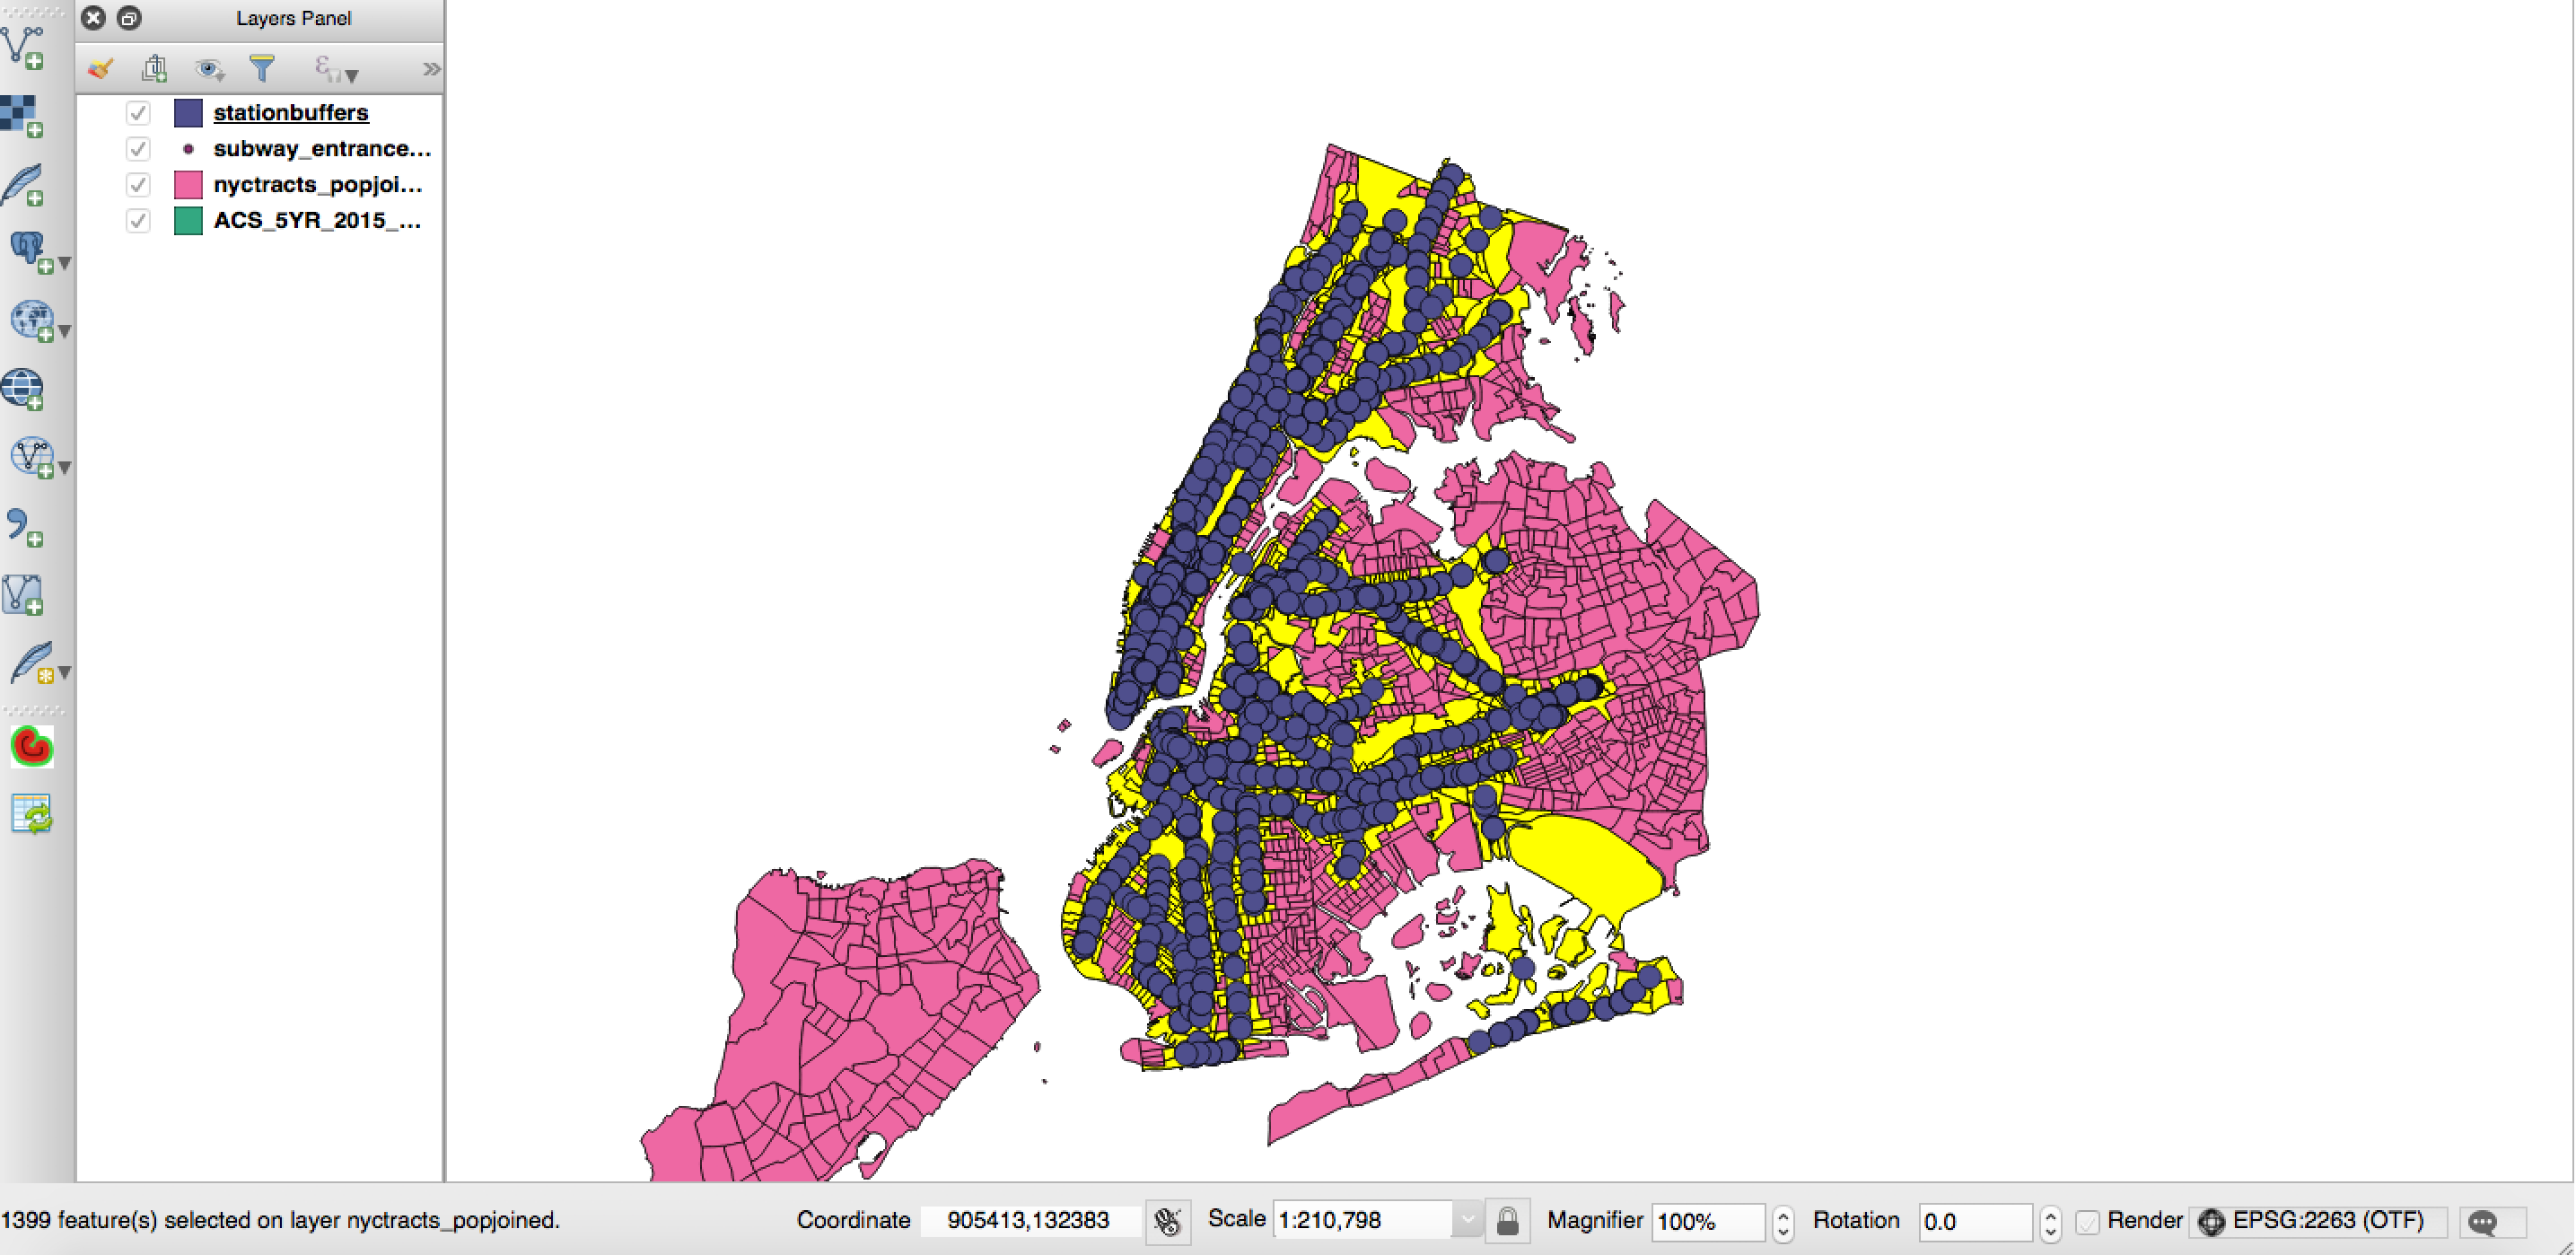 Layers Panel
stationbuffers
subway_entrance...
nyctracts_popjoi...
ACS_5YR_2015_...
1399 feature(s) selected on layer nyctracts_popjoined.
Coordinate 905413,132383 Scale 1:210,798 Magnifier 100% Rotation 0.0 Render EPSG:2263 (OTF)